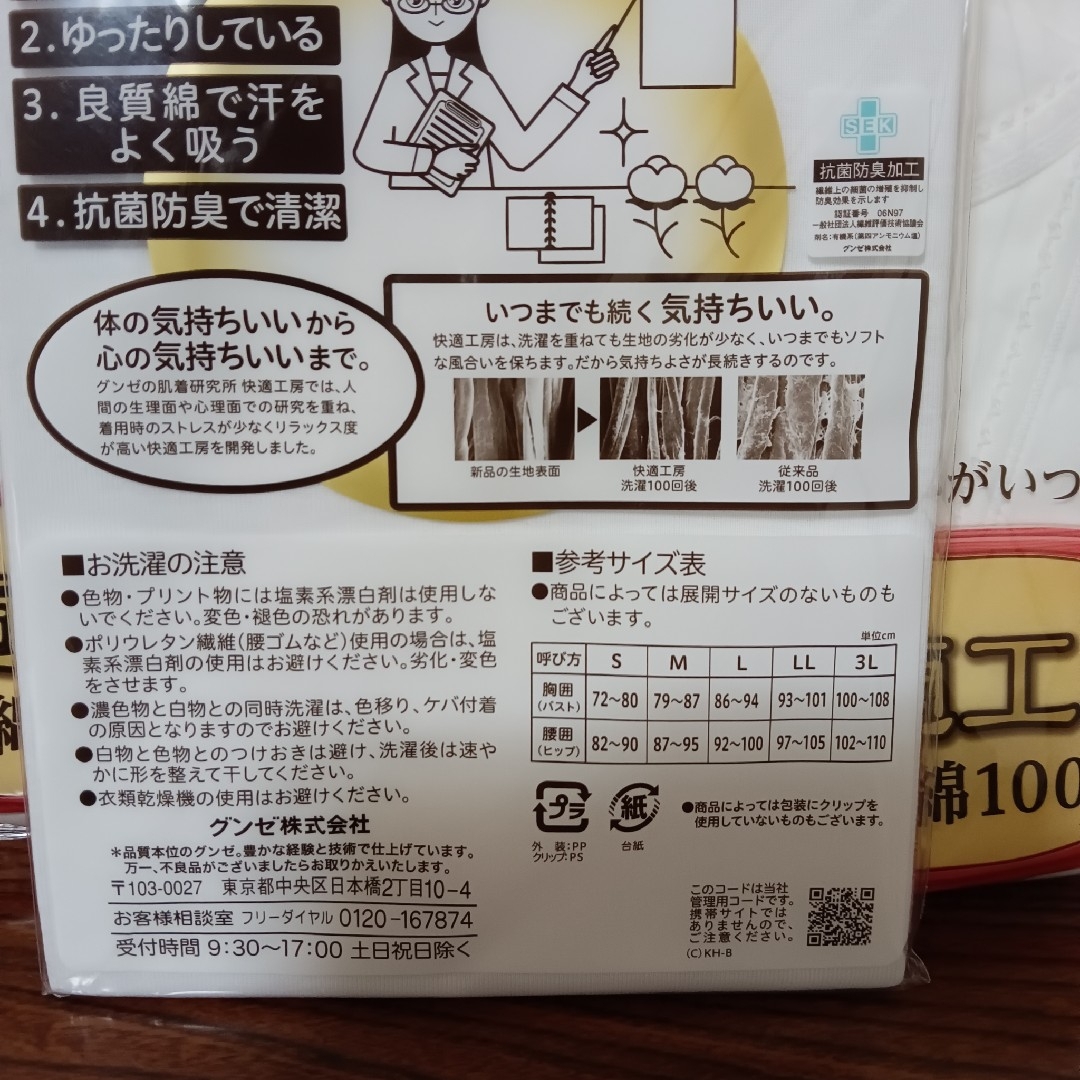 2.ゆったりしている
3.良質綿で汗を
よく吸う
4.抗菌防臭で清潔
SEK
抗菌防臭加工
繊維上の細菌の増殖を抑制し
防臭効果を示します
認証番号 06N97
一般社団法人繊維評価技術協議会
剤名:有機系(第四アンモニウム塩)
グンゼ株式会社
体の気持ちいいから
心の気持ちいいまで。
グンゼの肌着研究所 快適工房では、人
間の生理面や心理面での研究を重ね、
着用時のストレスが少なくリラックス度
が高い快適工房を開発しました。
いつまでも続く気持ちいい。
快適工房は、洗濯を重ねても生地の劣化が少なく、いつまでもソフト
な風合いを保ちます。だから気持ちよさが長続きするのです。
新品の生地表面
快適工房
洗濯100回後
従来品
洗濯100回後
がいつ
■お洗濯の注意
●色物・プリント物には塩素系漂白剤は使用しな
いでください。変色・褪色の恐れがあります。
●ポリウレタン繊維(腰ゴムなど)使用の場合は、塩
素系漂白剤の使用はお避けください。劣化・変色
をさせます。
●濃色物と白物との同時洗濯は、色移り、ケバ付着
の原因となりますのでお避けください。
●白物と色物とのつけおきは避け、洗濯後は速や
かに形を整えて干してください。
●衣類乾燥機の使用はお避けください。
グンゼ株式会社
*品質本位のグンゼ。豊かな経験と技術で仕上げています。
万一、不良品がございましたらお取りかえいたします。
〒103-0027 東京都中央区日本橋2丁目10-4
お客様相談室 フリーダイヤル 0120-167874
受付時間 9:30~17:00 土日祝日除く
■参考サイズ表
●商品によっては展開サイズのないものも
ございます。
単位cm
呼び方 S M L LL 3L
胸囲(バスト) 72~80 79~87 86~94 93~101 100~108
腰囲(ヒップ) 82~90 87~95 92~100 97~105 102~110
プラ
外装:PP
クリップ:PS
紙
台紙
●商品によっては包装にクリップを
使用していないものもございます。
このコードは当社
管理用コードです。
携帯サイトでは
ありませんので、
ご注意ください。
(C)KH-B
工
綿100